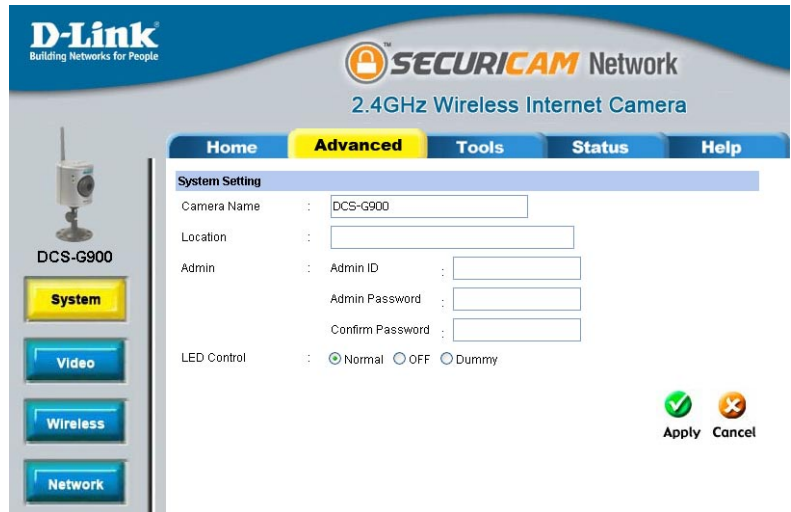 D-Link
Building Networks for People
SECURICAM Network
™
2.4GHz Wireless Internet Camera
Home Advanced Tools Status Help
DCS-G900
System
Video
Wireless
Network
System Setting
Camera Name : DCS-G900
Location :
Admin : Admin ID :
Admin Password :
Confirm Password :
LED Control : Normal OFF Dummy
Apply Cancel